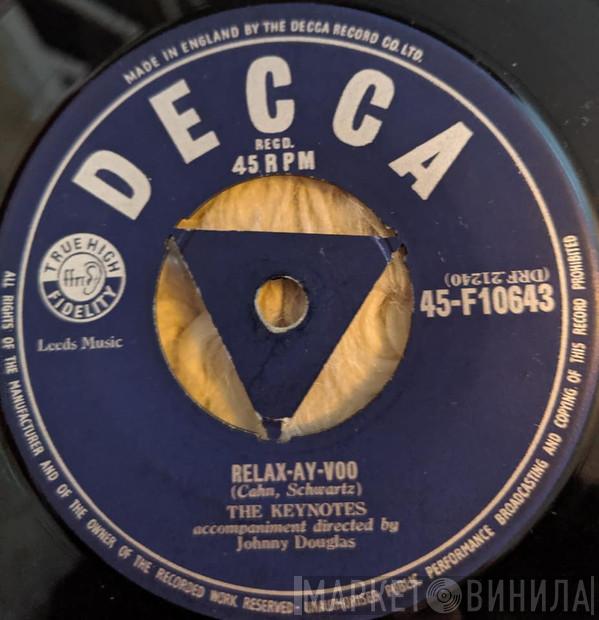 MADE IN ENGLAND BY THE DECCA RECORD CO. LTD.
DECCA
REGD.
45 RPM
TRUE HIGH
ffrr
FIDELITY
Leeds Music
(DRF.21240)
45-F10643
RELAX-AY-VOO
(Cahn, Schwartz)
THE KEYNOTES
accompaniment directed by
Johnny Douglas
ALL RIGHTS OF THE MANUFACTURER AND OF THE OWNER OF THE RECORDED WORK RESERVED - UNAUTHORISED PUBLIC PERFORMANCE BROADCASTING AND COPYING OF THIS RECORD PROHIBITED
МАРКЕТ ВИНИЛА